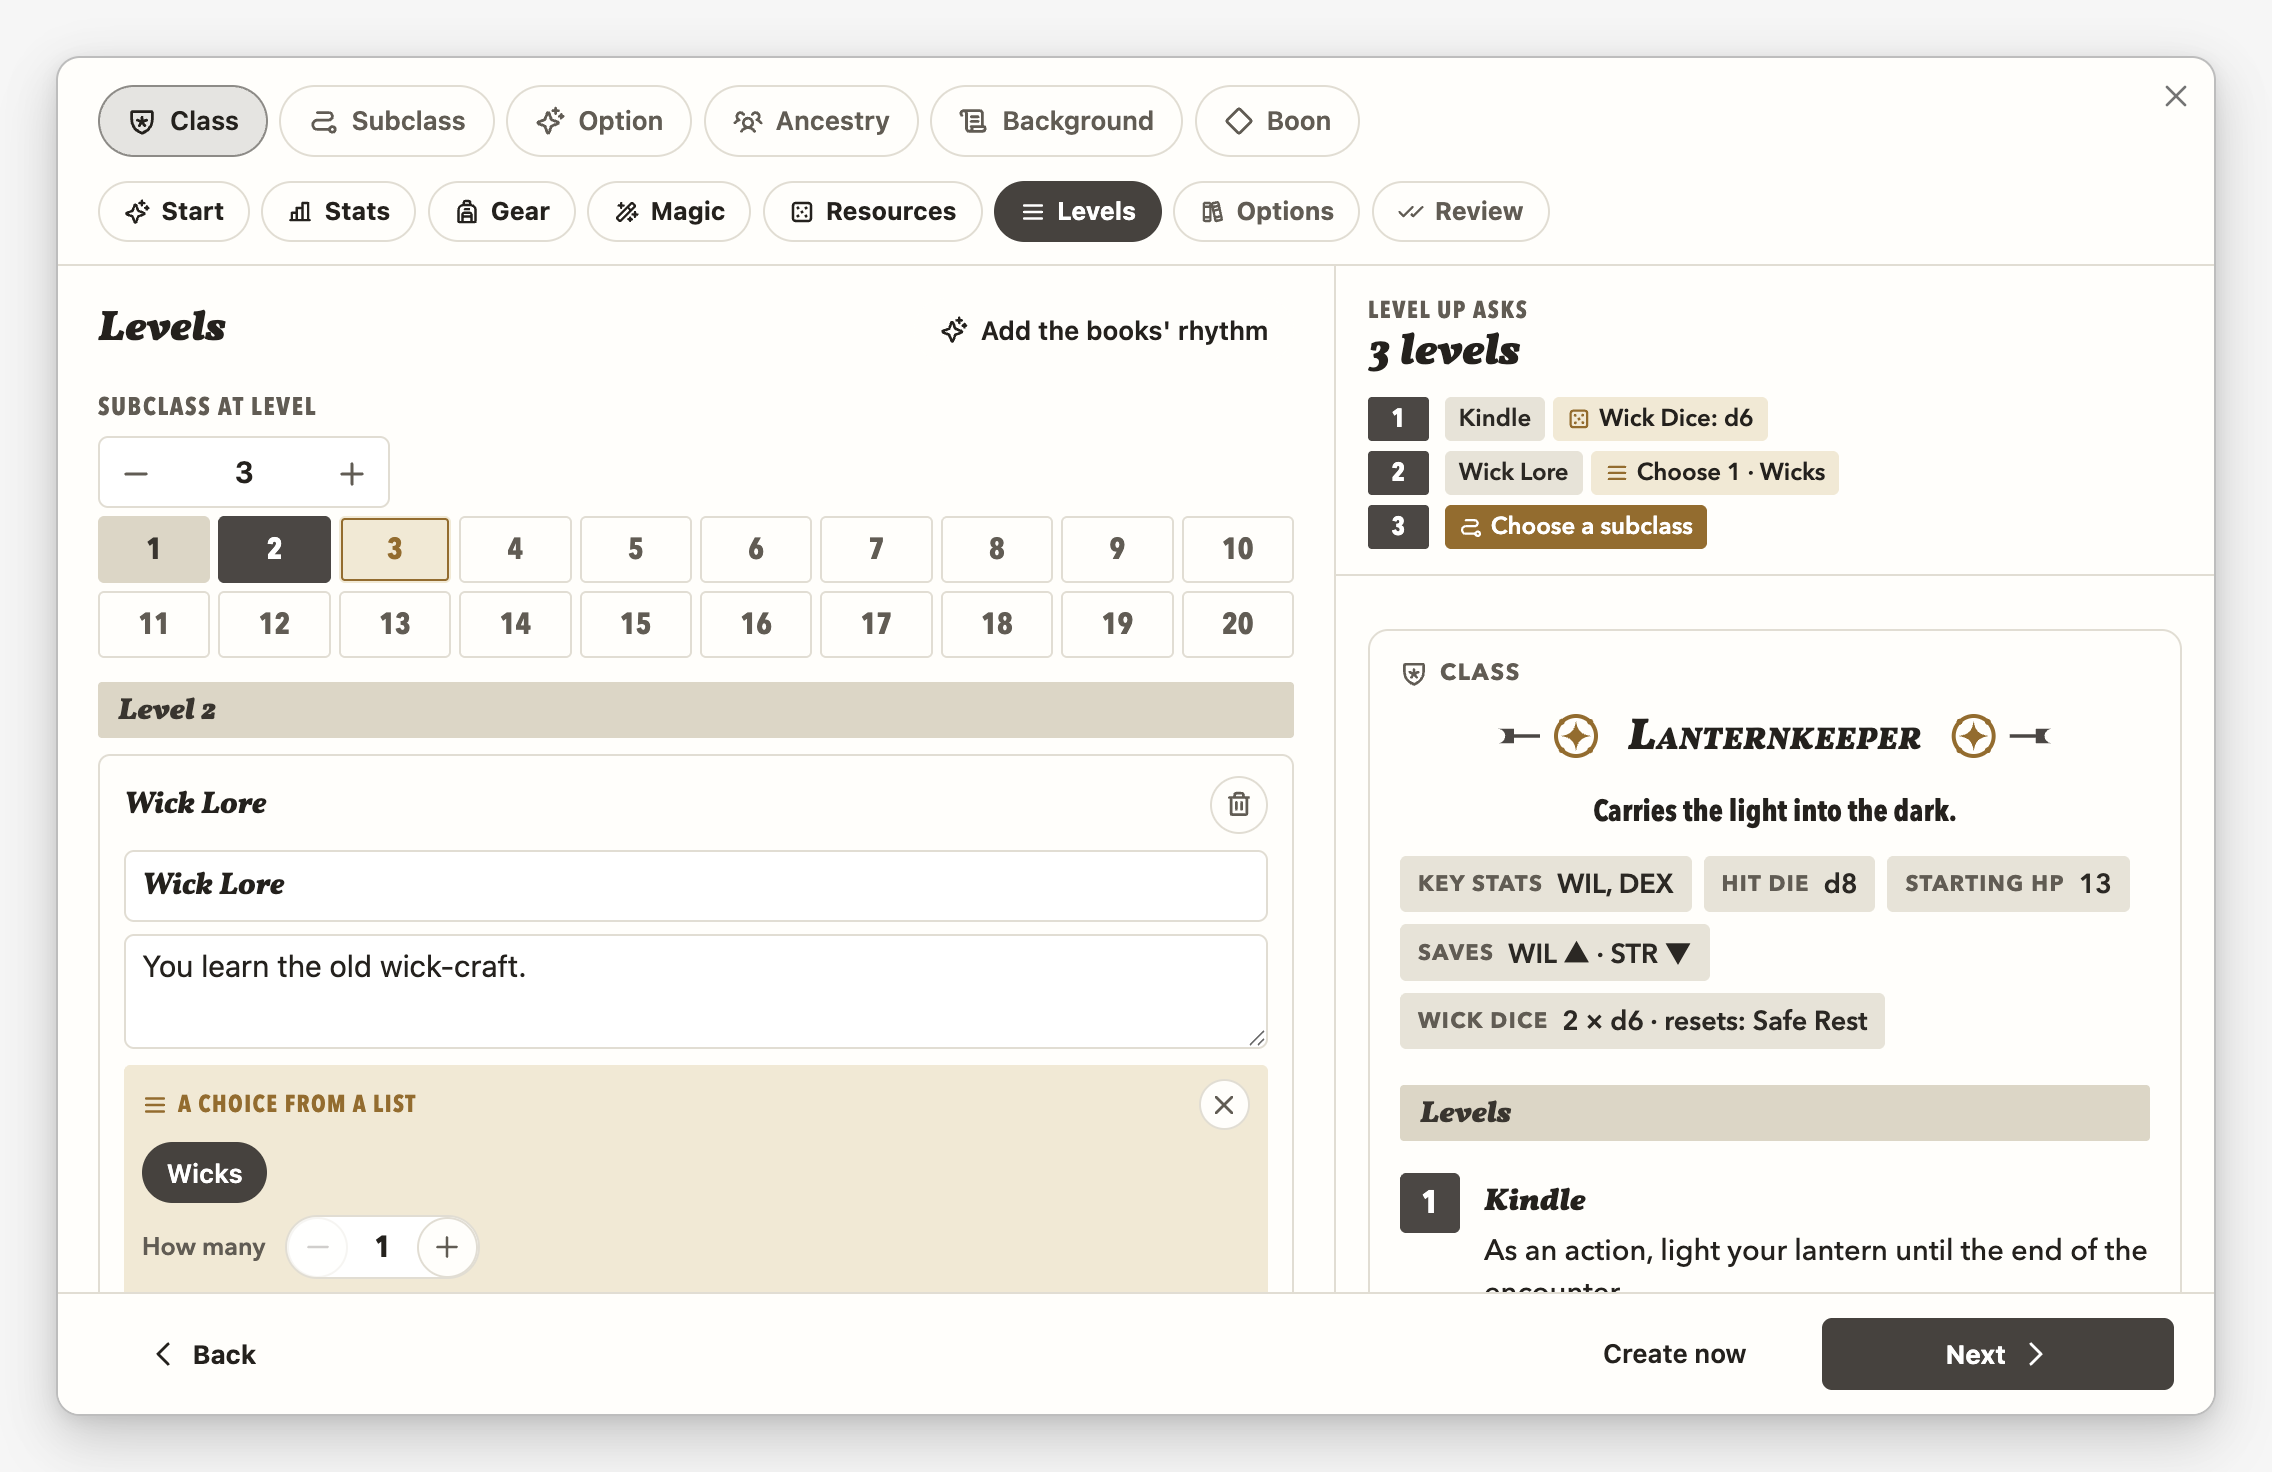 Class Subclass Option Ancestry Background Boon
Start Stats Gear Magic Resources Levels Options Review
Levels
Add the books' rhythm
SUBCLASS AT LEVEL
3
1 2 3 4 5 6 7 8 9 10
11 12 13 14 15 16 17 18 19 20
Level 2
Wick Lore
Wick Lore
You learn the old wick-craft.
A CHOICE FROM A LIST
Wicks
How many 1
LEVEL UP ASKS
3 levels
1 Kindle Wick Dice: d6
2 Wick Lore Choose 1 · Wicks
3 Choose a subclass
CLASS
LANTERNKEEPER
Carries the light into the dark.
KEY STATS WIL, DEX HIT DIE d8 STARTING HP 13
SAVES WIL ▲ · STR ▼
WICK DICE 2 × d6 · resets: Safe Rest
Levels
1 Kindle
As an action, light your lantern until the end of the
encounter
Back
Create now
Next